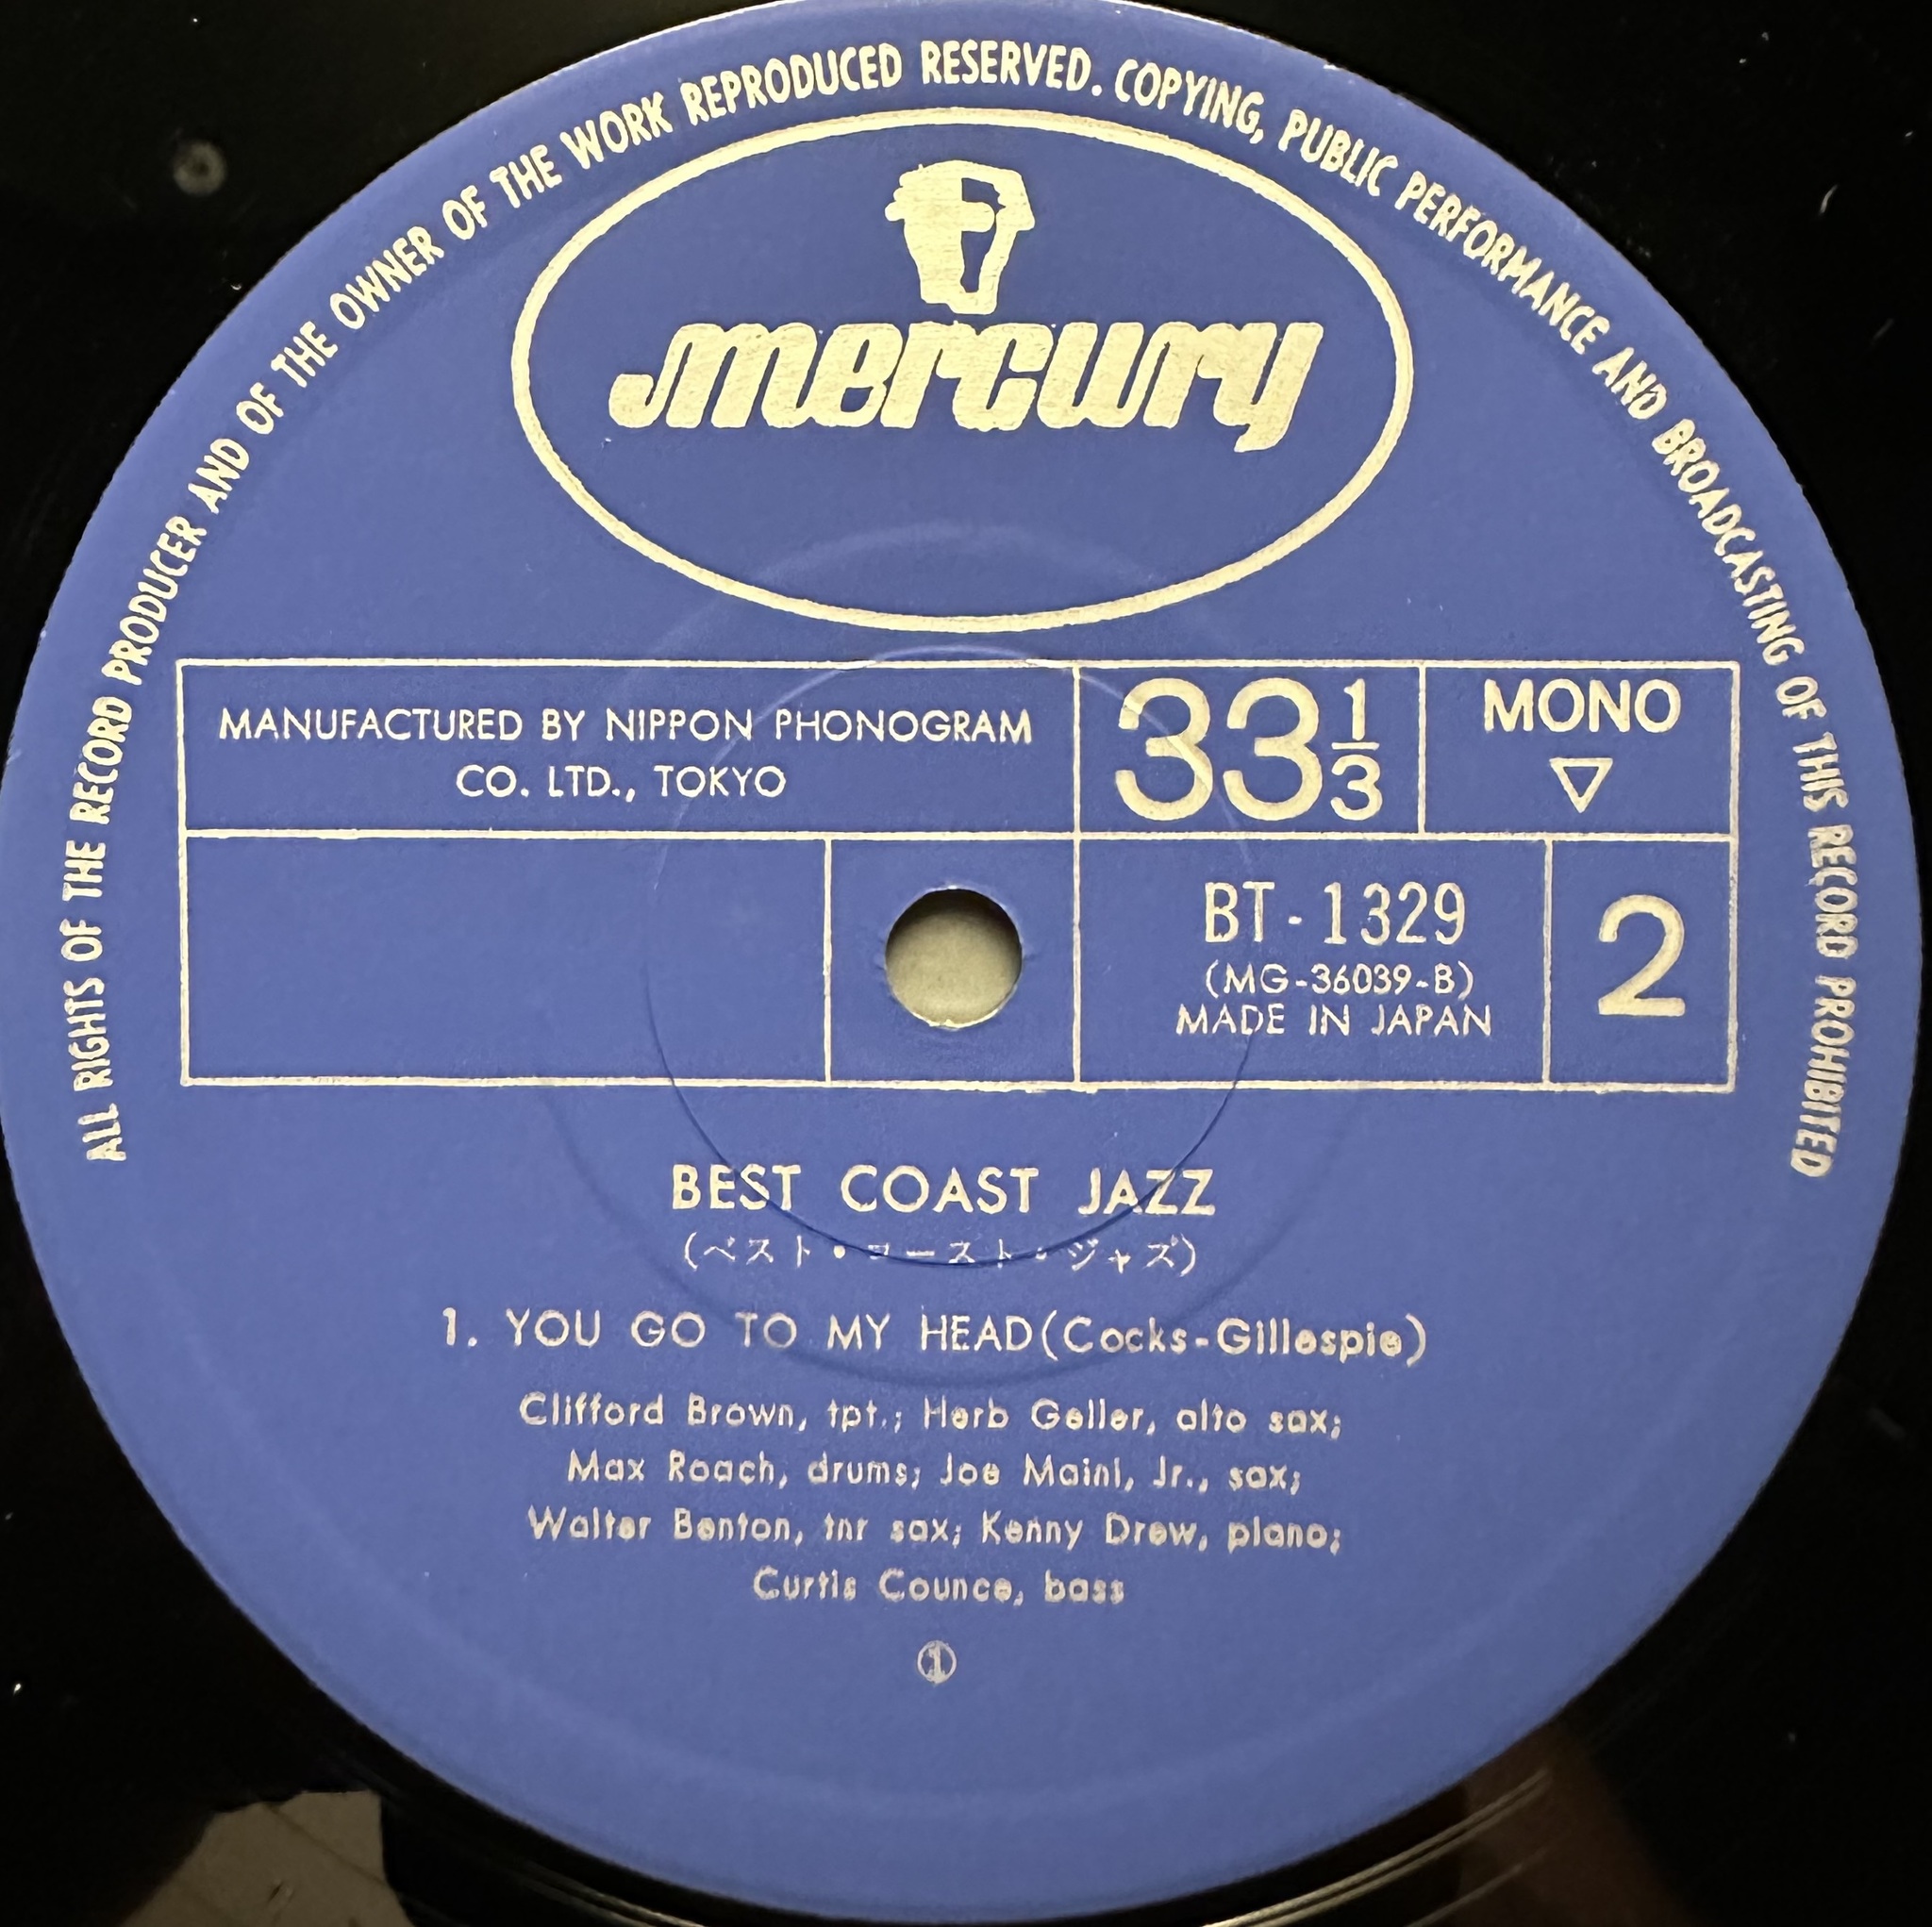 ALL RIGHTS OF THE RECORD PRODUCER AND OF THE OWNER OF THE WORK REPRODUCED RESERVED. COPYING, PUBLIC PERFORMANCE AND BROADCASTING OF THIS RECORD PROHIBITED
mercury
MANUFACTURED BY NIPPON PHONOGRAM
CO. LTD., TOKYO
33 1/3
MONO
▽
BT-1329
(MG-36039-B)
MADE IN JAPAN
2
BEST COAST JAZZ
(ベスト・コースト・ジャズ)
1. YOU GO TO MY HEAD(Cocks-Gillespie)
Clifford Brown, tpt.; Herb Geller, alto sax;
Max Roach, drums; Joe Maini, Jr., sax;
Walter Benton, tnr sax; Kenny Drew, piano;
Curtis Counce, bass
①